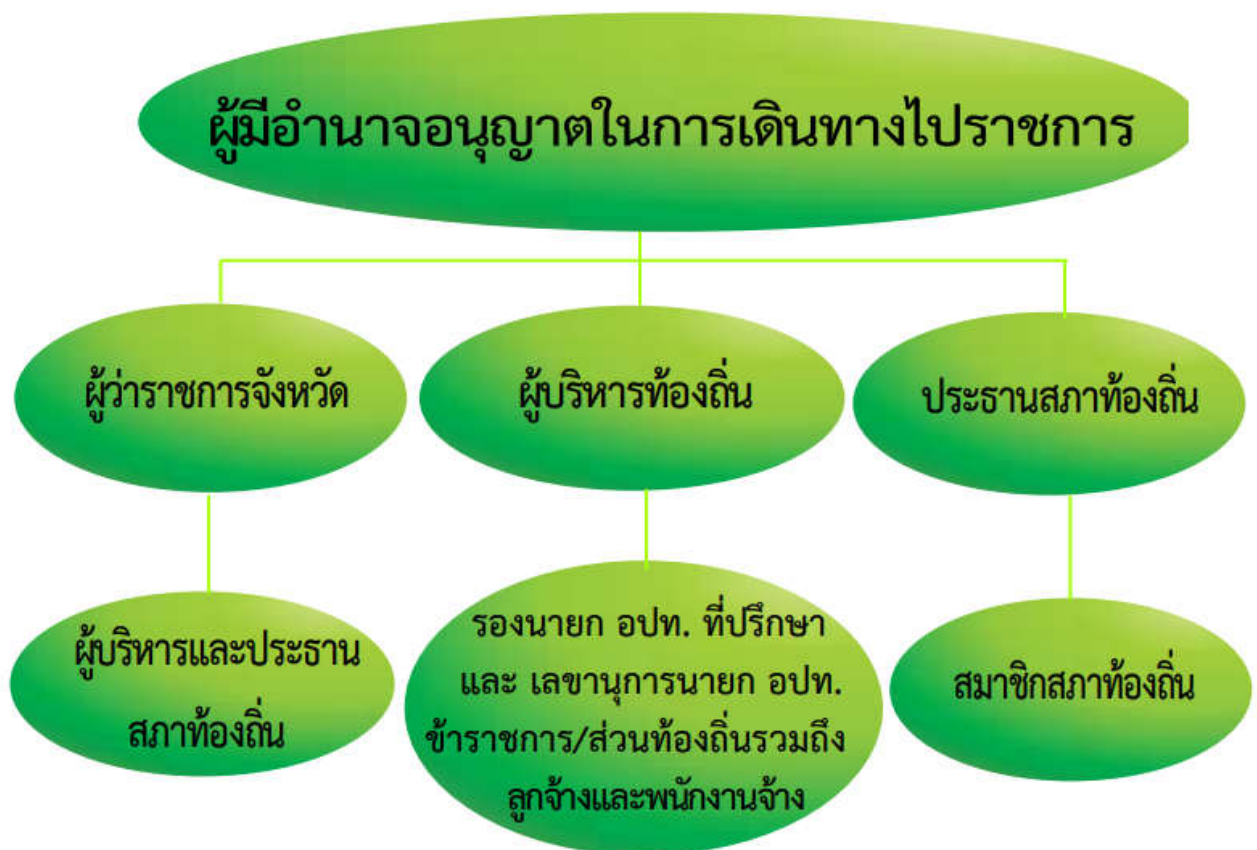 ผู้มีอำนาจอนุญาตในการเดินทางไปราชการ
ผู้ว่าราชการจังหวัด
ผู้บริหารท้องถิ่น
ประธานสภาท้องถิ่น
ผู้บริหารและประธาน
สภาท้องถิ่น
รองนายก อปท. ที่ปรึกษา
และ เลขานุการนายก อปท.
ข้าราชการ/ส่วนท้องถิ่นรวมถึง
ลูกจ้างและพนักงานจ้าง
สมาชิกสภาท้องถิ่น